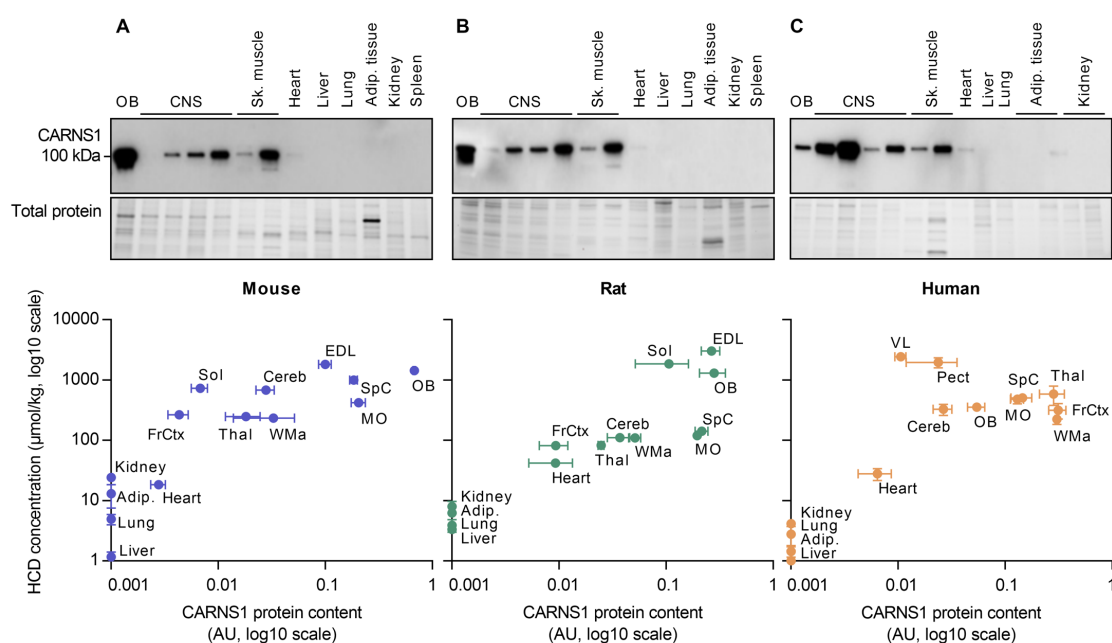 A
OB
CNS
Sk. muscle
Heart
Liver
Lung
Adip. tissue
Kidney
Spleen
B
OB
CNS
Sk. muscle
Heart
Liver
Lung
Adip. tissue
Kidney
Spleen
C
OB
CNS
Sk. muscle
Heart
Liver
Lung
Adip. tissue
Kidney
CARNS1
100 kDa
Total protein
Mouse
HCD concentration (µmol/kg, log10 scale)
10000
1000
100
10
1
EDL
Sol
Cereb
SpC
OB
FrCtx
Thal
WMa
MO
Kidney
Adip.
Heart
Lung
Liver
0.001
0.01
0.1
1
CARNS1 protein content
(AU, log10 scale)
Rat
EDL
Sol
OB
FrCtx
Cereb
SpC
Thal
WMa
MO
Heart
Kidney
Adip.
Lung
Liver
0.001
0.01
0.1
1
CARNS1 protein content
(AU, log10 scale)
Human
VL
Pect
SpC
Thal
Cereb
OB
MO
FrCtx
WMa
Heart
Kidney
Lung
Adip.
Liver
0.001
0.01
0.1
1
CARNS1 protein content
(AU, log10 scale)